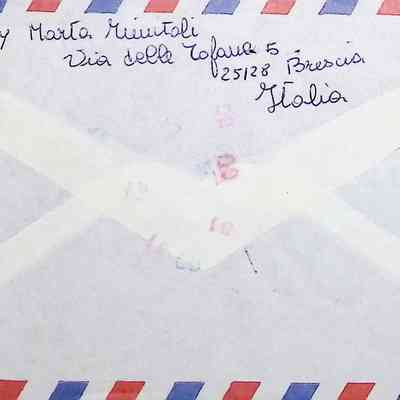 y Marta Minutoli
Via delle Tofane 5
25128 Brescia
Italia